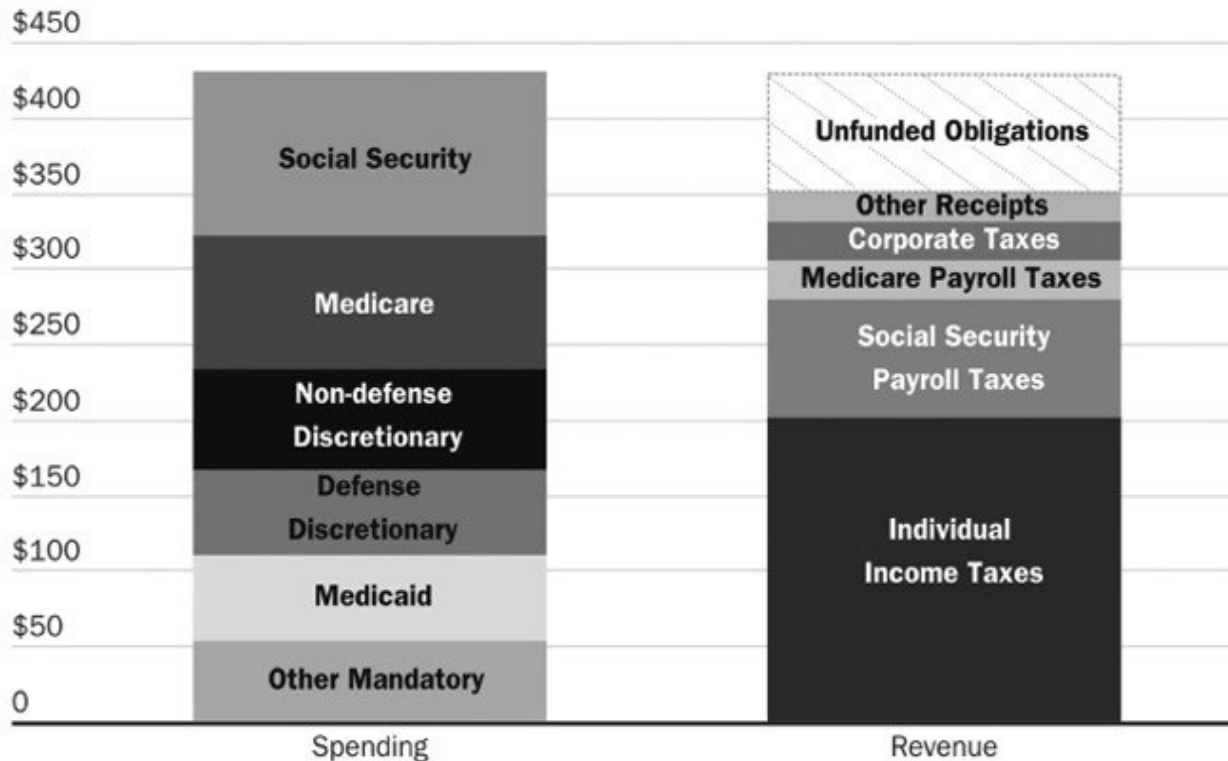 $450
$400
$350
$300
$250
$200
$150
$100
$50
0
Social Security
Medicare
Non-defense
Discretionary
Defense
Discretionary
Medicaid
Other Mandatory
Spending
Unfunded Obligations
Other Receipts
Corporate Taxes
Medicare Payroll Taxes
Social Security
Payroll Taxes
Individual
Income Taxes
Revenue